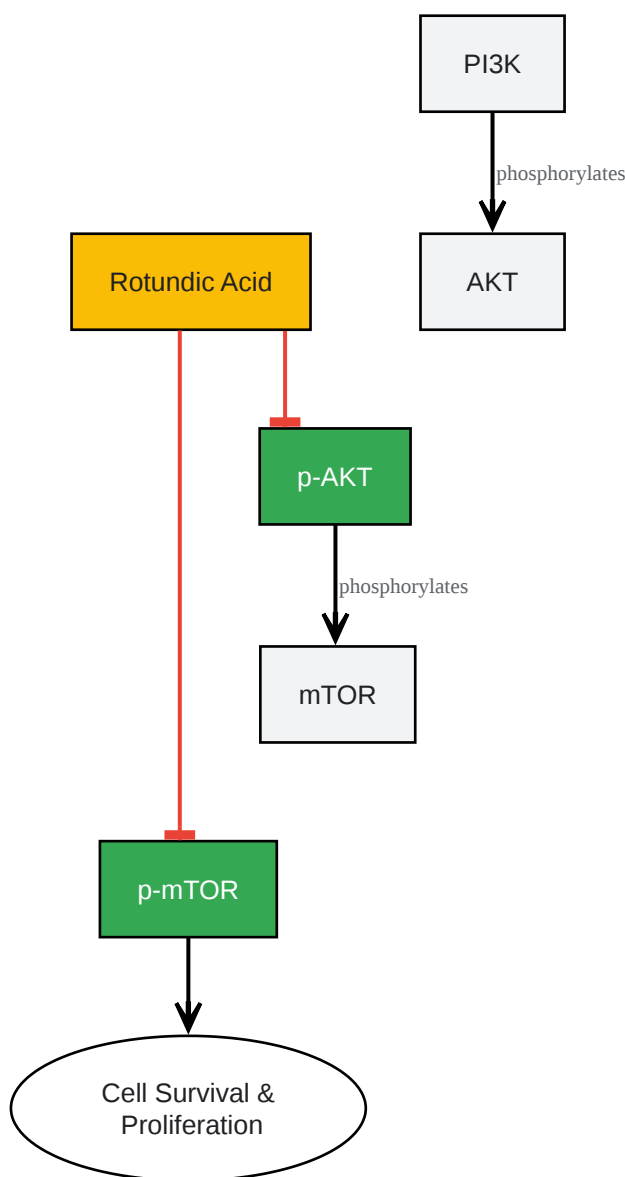 PI3K
phosphorylates
Rotundic Acid
AKT
p-AKT
phosphorylates
mTOR
p-mTOR
Cell Survival &
Proliferation